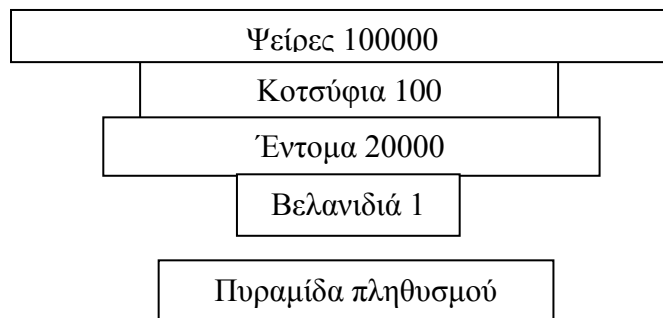 Ψείρες 100000
Κοτσύφια 100
Έντομα 20000
Βελανιδιά 1
Πυραμίδα πληθυσμού